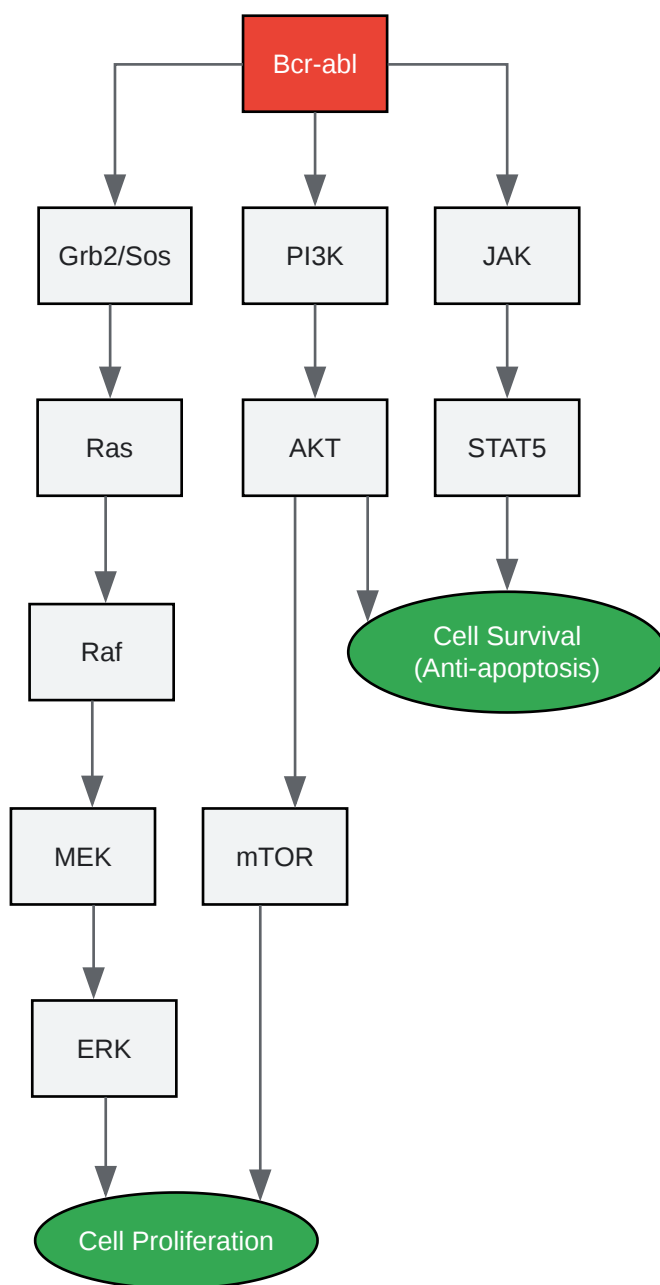 Bcr-abl
Grb2/Sos
PI3K
JAK
Ras
AKT
STAT5
Raf
Cell Survival
(Anti-apoptosis)
MEK
mTOR
ERK
Cell Proliferation